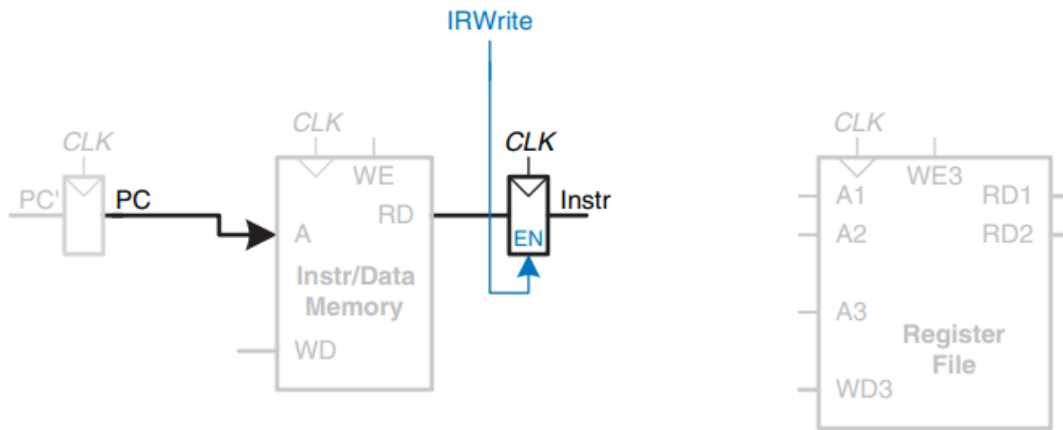 IRWrite
CLK
CLK
CLK
CLK
PC'
PC
WE
RD
A
Instr/Data
Memory
WD
EN
Instr
WE3
A1
A2
A3
WD3
RD1
RD2
Register
File